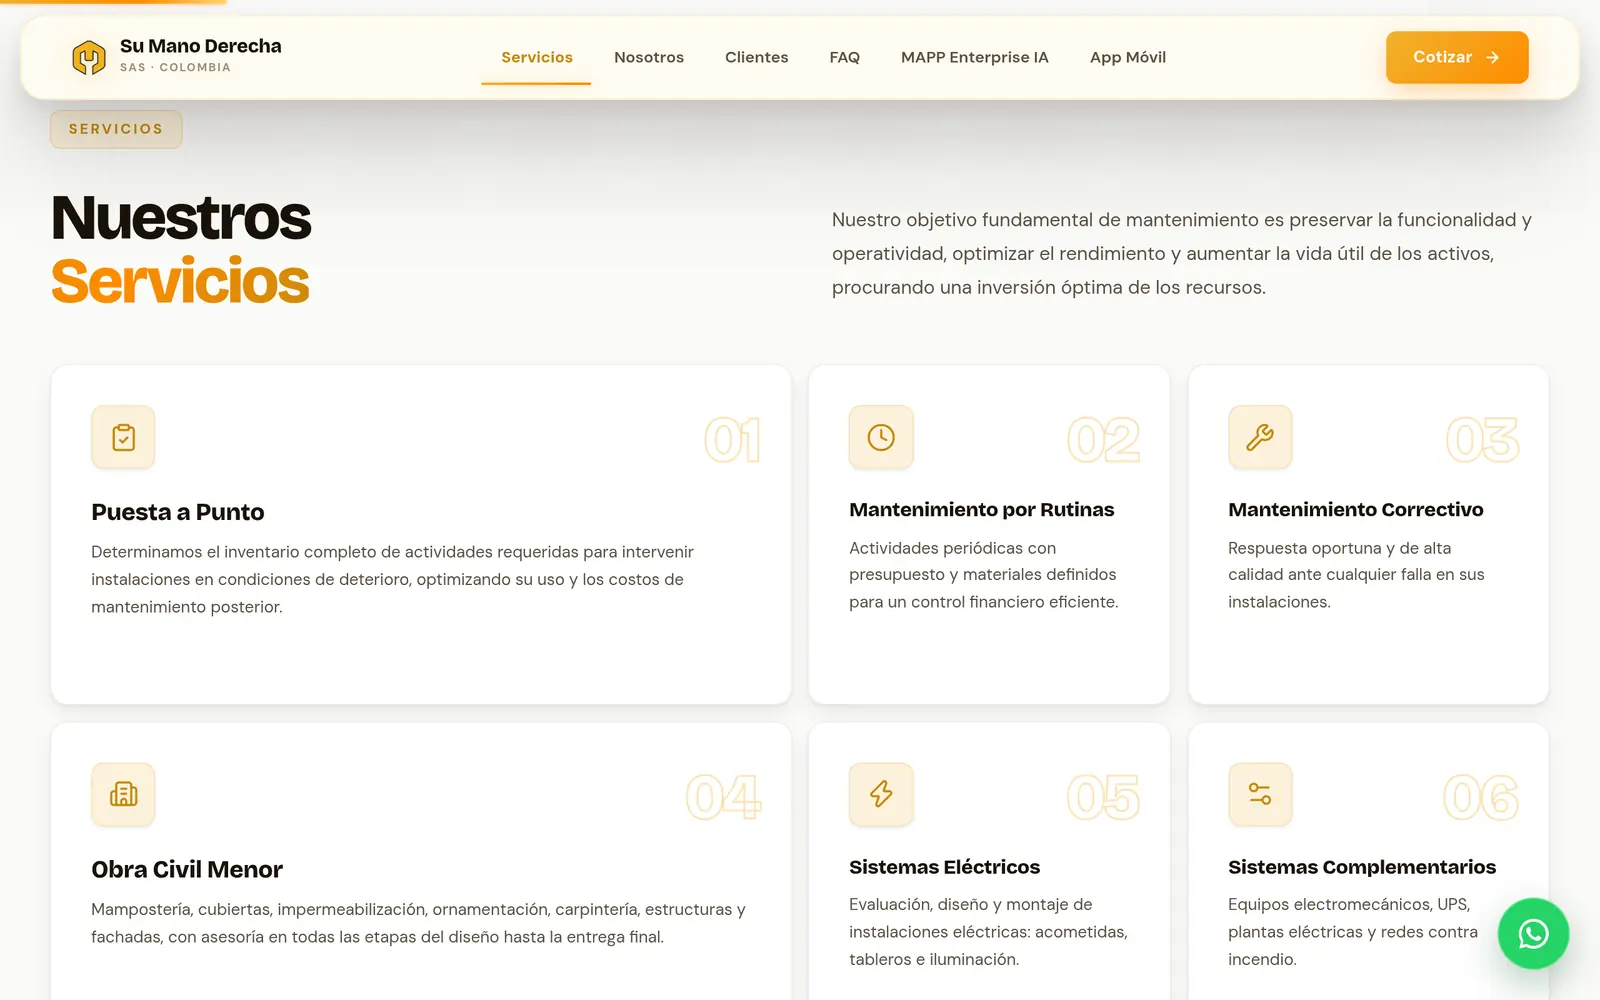 Su Mano Derecha
SAS · COLOMBIA
Servicios
Nosotros
Clientes
FAQ
MAPP Enterprise IA
App Móvil
Cotizar →
SERVICIOS
Nuestros
Servicios
Nuestro objetivo fundamental de mantenimiento es preservar la funcionalidad y
operatividad, optimizar el rendimiento y aumentar la vida útil de los activos,
procurando una inversión óptima de los recursos.
01
Puesta a Punto
Determinamos el inventario completo de actividades requeridas para intervenir
instalaciones en condiciones de deterioro, optimizando su uso y los costos de
mantenimiento posterior.
02
Mantenimiento por Rutinas
Actividades periódicas con
presupuesto y materiales definidos
para un control financiero eficiente.
03
Mantenimiento Correctivo
Respuesta oportuna y de alta
calidad ante cualquier falla en sus
instalaciones.
04
Obra Civil Menor
Mampostería, cubiertas, impermeabilización, ornamentación, carpintería, estructuras y
fachadas, con asesoría en todas las etapas del diseño hasta la entrega final.
05
Sistemas Eléctricos
Evaluación, diseño y montaje de
instalaciones eléctricas: acometidas,
tableros e iluminación.
06
Sistemas Complementarios
Equipos electromecánicos, UPS,
plantas eléctricas y redes contra
incendio.